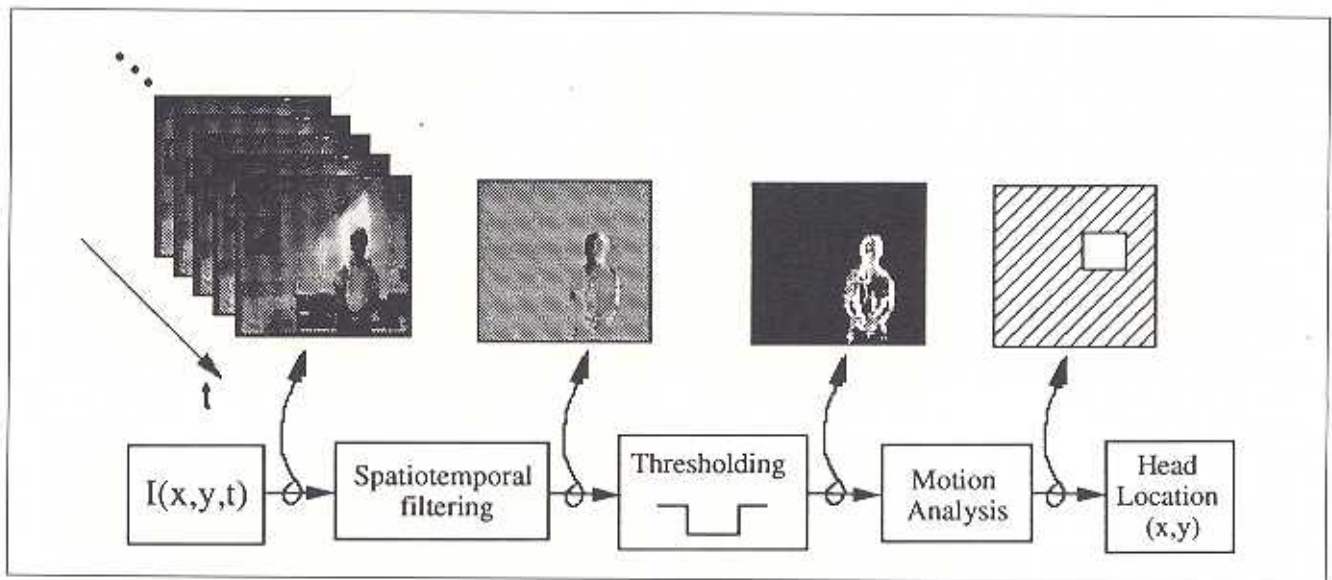 t
I(x,y,t)
Spatiotemporal
filtering
Thresholding
Motion
Analysis
Head
Location
(x,y)